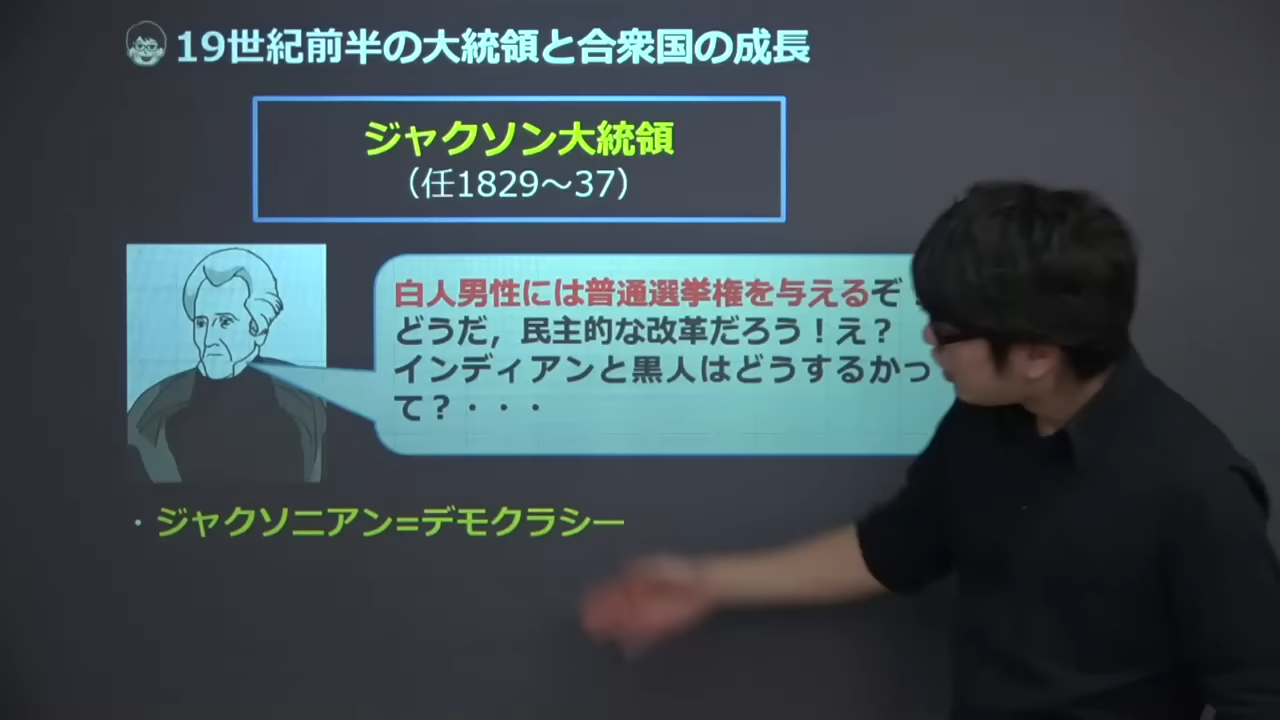 19世紀前半の大統領と合衆国の成長
ジャクソン大統領
（任1829～37）
白人男性には普通選挙権を与えるぞ
どうだ，民主的な改革だろう！え？
インディアンと黒人はどうするかっ
て？・・・
・ジャクソニアン=デモクラシー